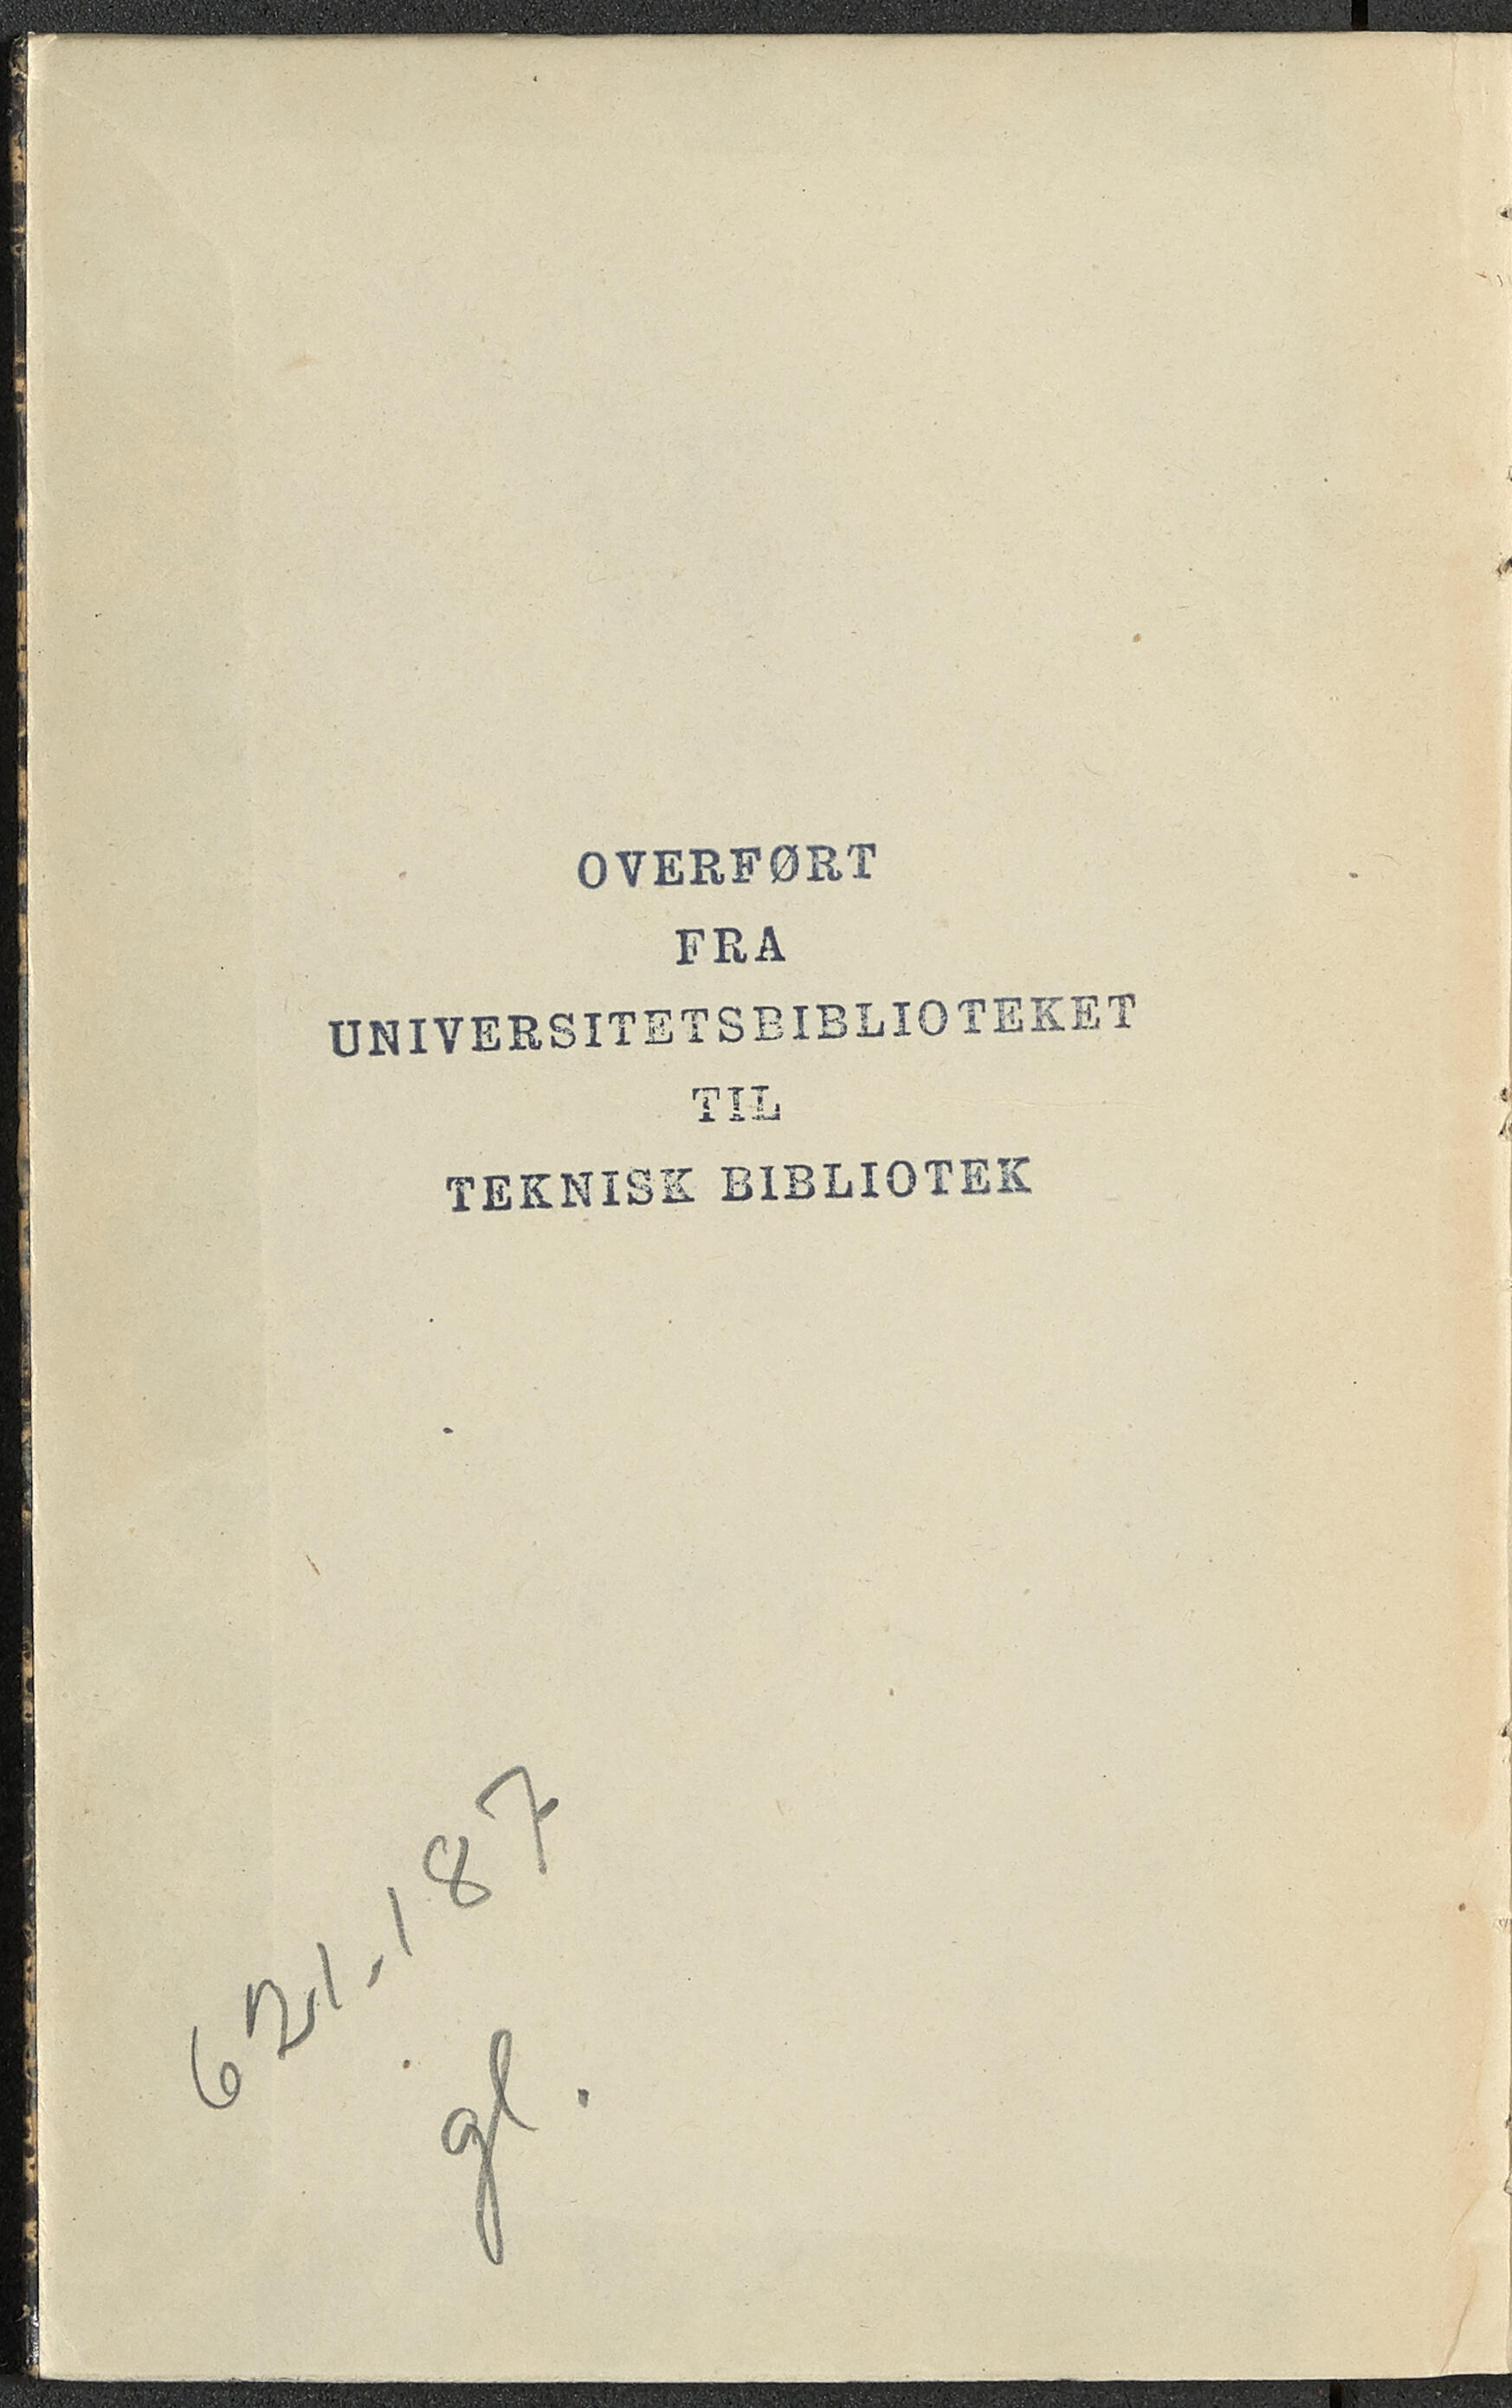 OVERFØRT
FRA
UNIVERSITETSBIBLIOTEKET
TIL
TEKNISK BIBLIOTEK
621.187
gl.